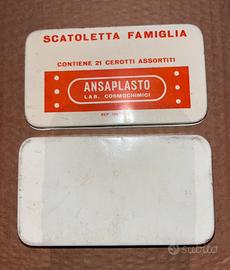 SCATOLETTA FAMIGLIA
CONTIENE 21 CEROTTI ASSORTITI
ANSAPLASTO
LAB. COSMOCHIMICI
subito